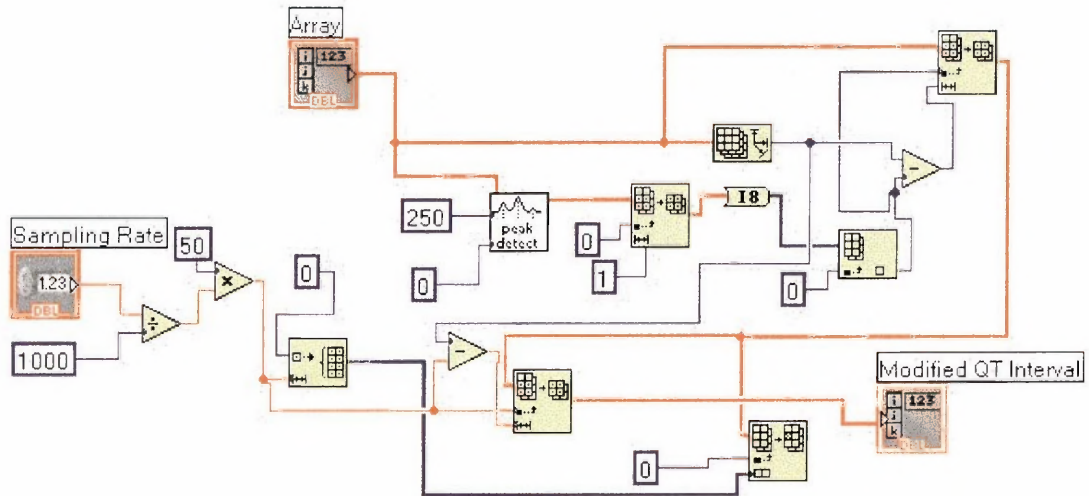 Array
i
j
k
123
DBL
250
peak
detect
0
0
1
I8
0
-
Sampling Rate
1.23
DBL
50
x
÷
1000
0
-
0
Modified QT Interval
i
j
k
123
DBL